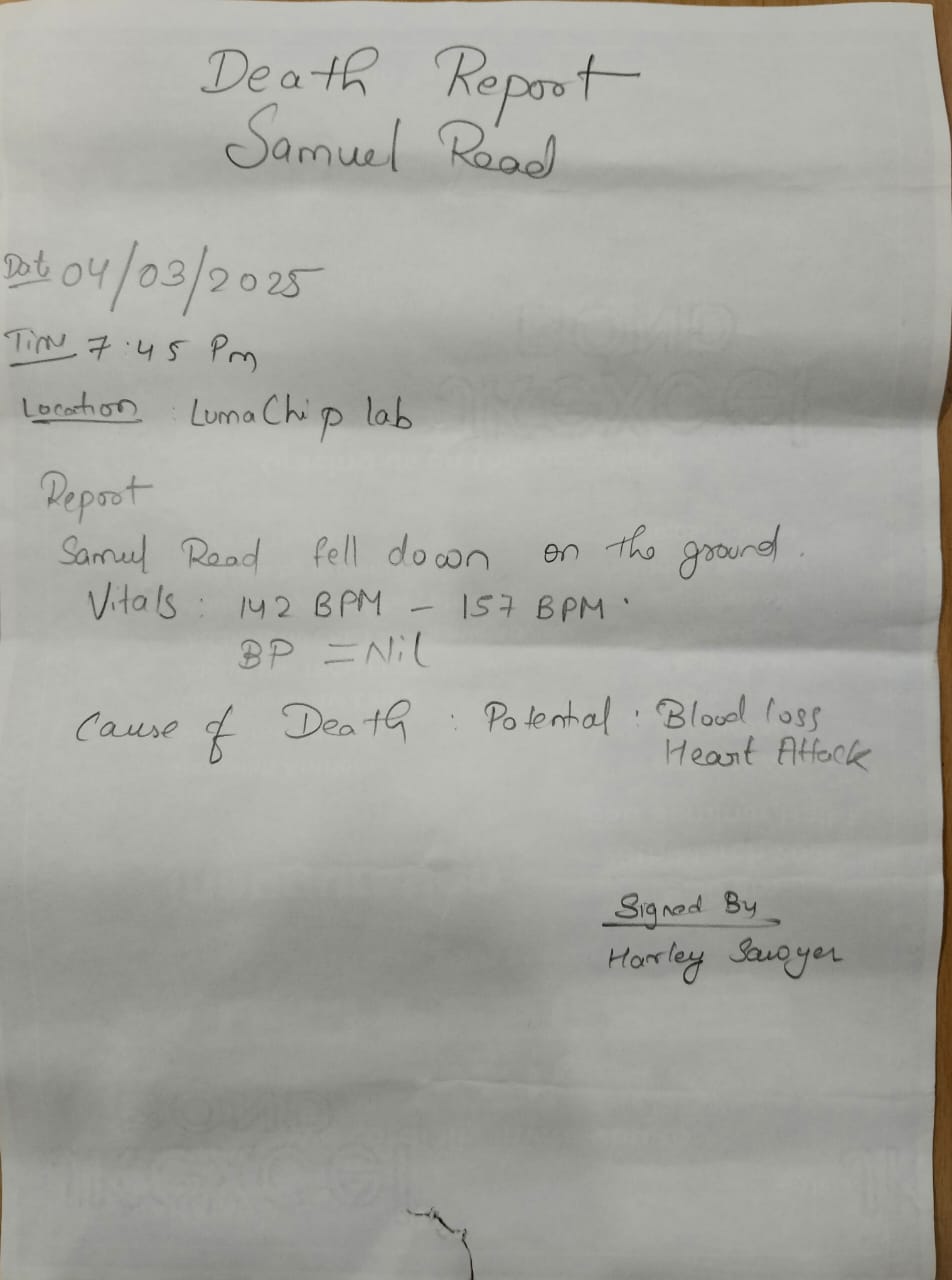 Death Report
Samuel Read
Date 04/03/2025
Time 7:45 Pm
Location : LumaChip lab
Report
Samuel Read fell down on the ground.
Vitals : 142 BPM - 157 BPM.
BP = Nil
Cause of Death : Potential : Blood loss
Heart Attack
Signed By
Harley Sawyer